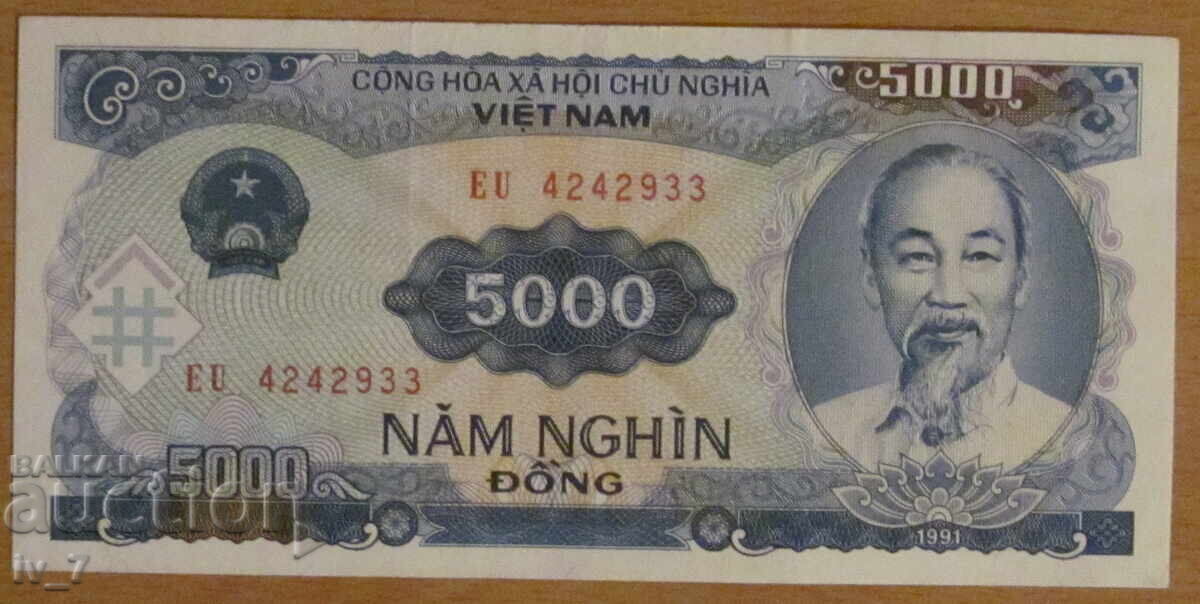 CỘNG HÒA XÃ HỘI CHỦ NGHĨA
VIỆT NAM
5000
EU 4242933
5000
EU 4242933
NĂM NGHÌN
ĐỒNG
5000
1991
BALKAN
auction
iv_7